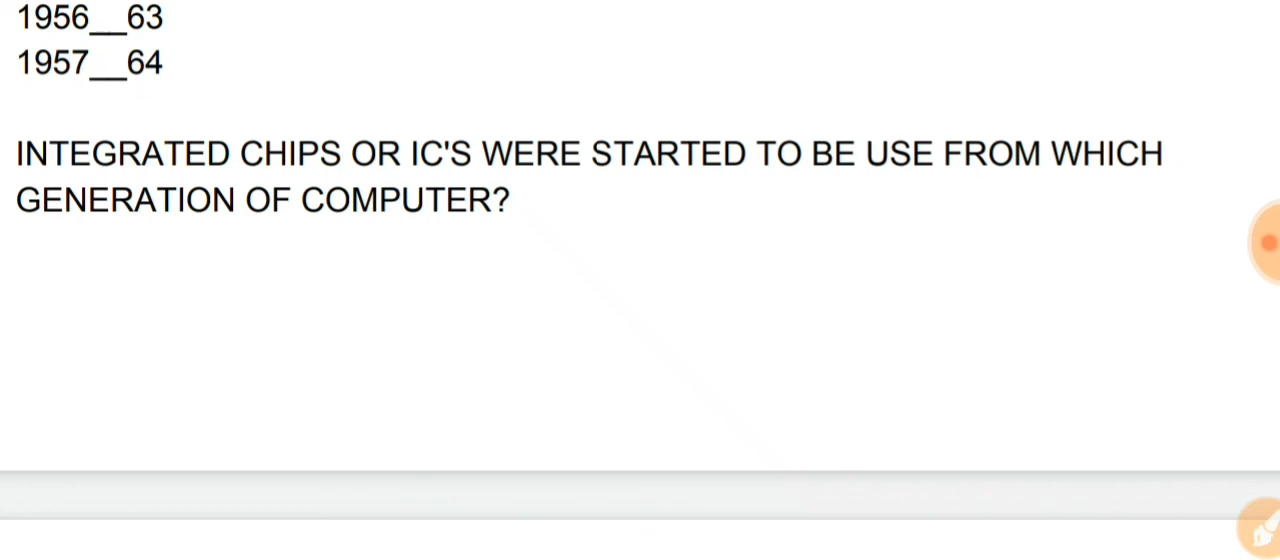 1956__63
1957__64
INTEGRATED CHIPS OR IC'S WERE STARTED TO BE USE FROM WHICH
GENERATION OF COMPUTER?